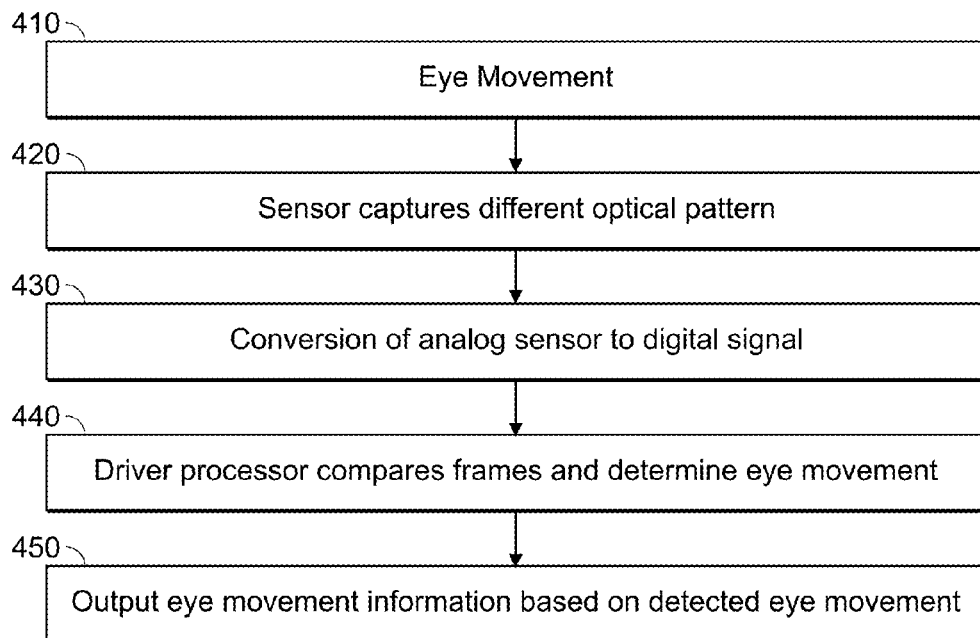 410
Eye Movement
420
Sensor captures different optical pattern
430
Conversion of analog sensor to digital signal
440
Driver processor compares frames and determine eye movement
450
Output eye movement information based on detected eye movement